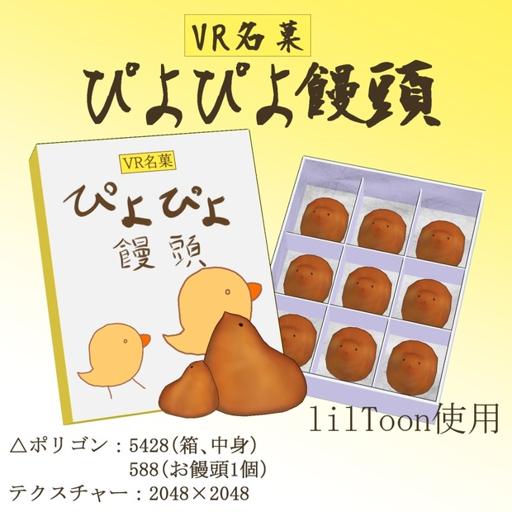 VR名菓
ぴよぴよ饅頭
VR名菓
ぴよぴよ
饅頭
lilToon使用
△ポリゴン：5428(箱、中身)
588(お饅頭1個)
テクスチャー：2048×2048